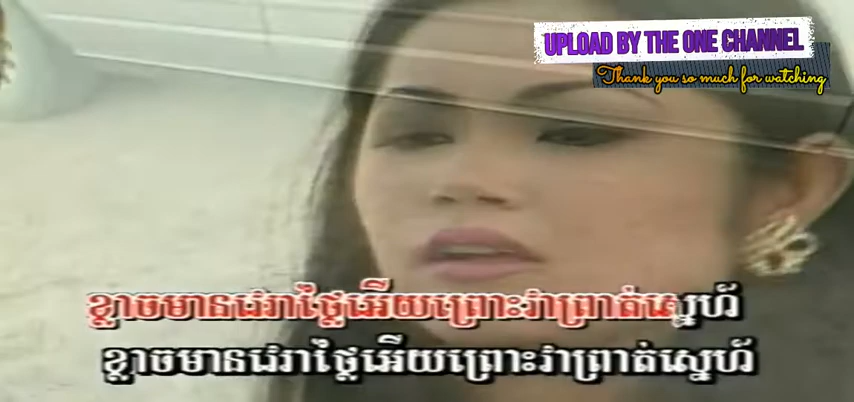 UPLOAD BY THE ONE CHANNEL
Thank you so much for watching
ខ្លាចមានវេរាថ្លៃអើយព្រោះវាព្រាត់ស្នេហ៍
ខ្លាចមានវេរាថ្លៃអើយព្រោះវាព្រាត់ស្នេហ៍